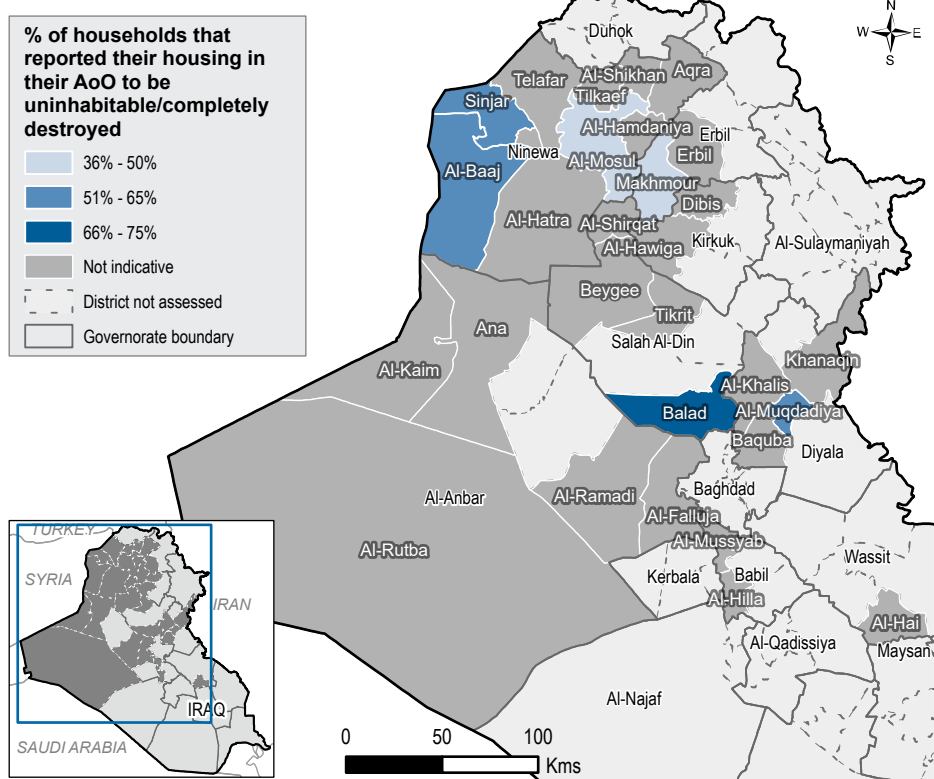 % of households that
reported their housing in
their AoO to be
uninhabitable/completely
destroyed
36% - 50%
51% - 65%
66% - 75%
Not indicative
District not assessed
Governorate boundary
N
W E
S
Duhok
Telafar
Al-Shikhan
Aqra
Tilkaef
Sinjar
Al-Hamdaniya
Erbil
Ninewa
Al-Mosul
Erbil
Al-Baaj
Makhmour
Dibis
Al-Hatra
Al-Shirqat
Kirkuk
Al-Sulaymaniyah
Al-Hawiga
Beygee
Tikrit
Ana
Salah Al-Din
Khanaqin
Al-Kaim
Al-Khalis
Balad
Al-Muqdadiya
Baquba
Diyala
Baghdad
Al-Anbar
Al-Ramadi
Al-Falluja
Al-Mussyab
Al-Rutba
Wassit
Kerbala
Babil
Al-Hilla
Al-Hai
Al-Qadissiya
Maysan
Al-Najaf
TURKEY
SYRIA
IRAN
IRAQ
SAUDI ARABIA
0 50 100
Kms